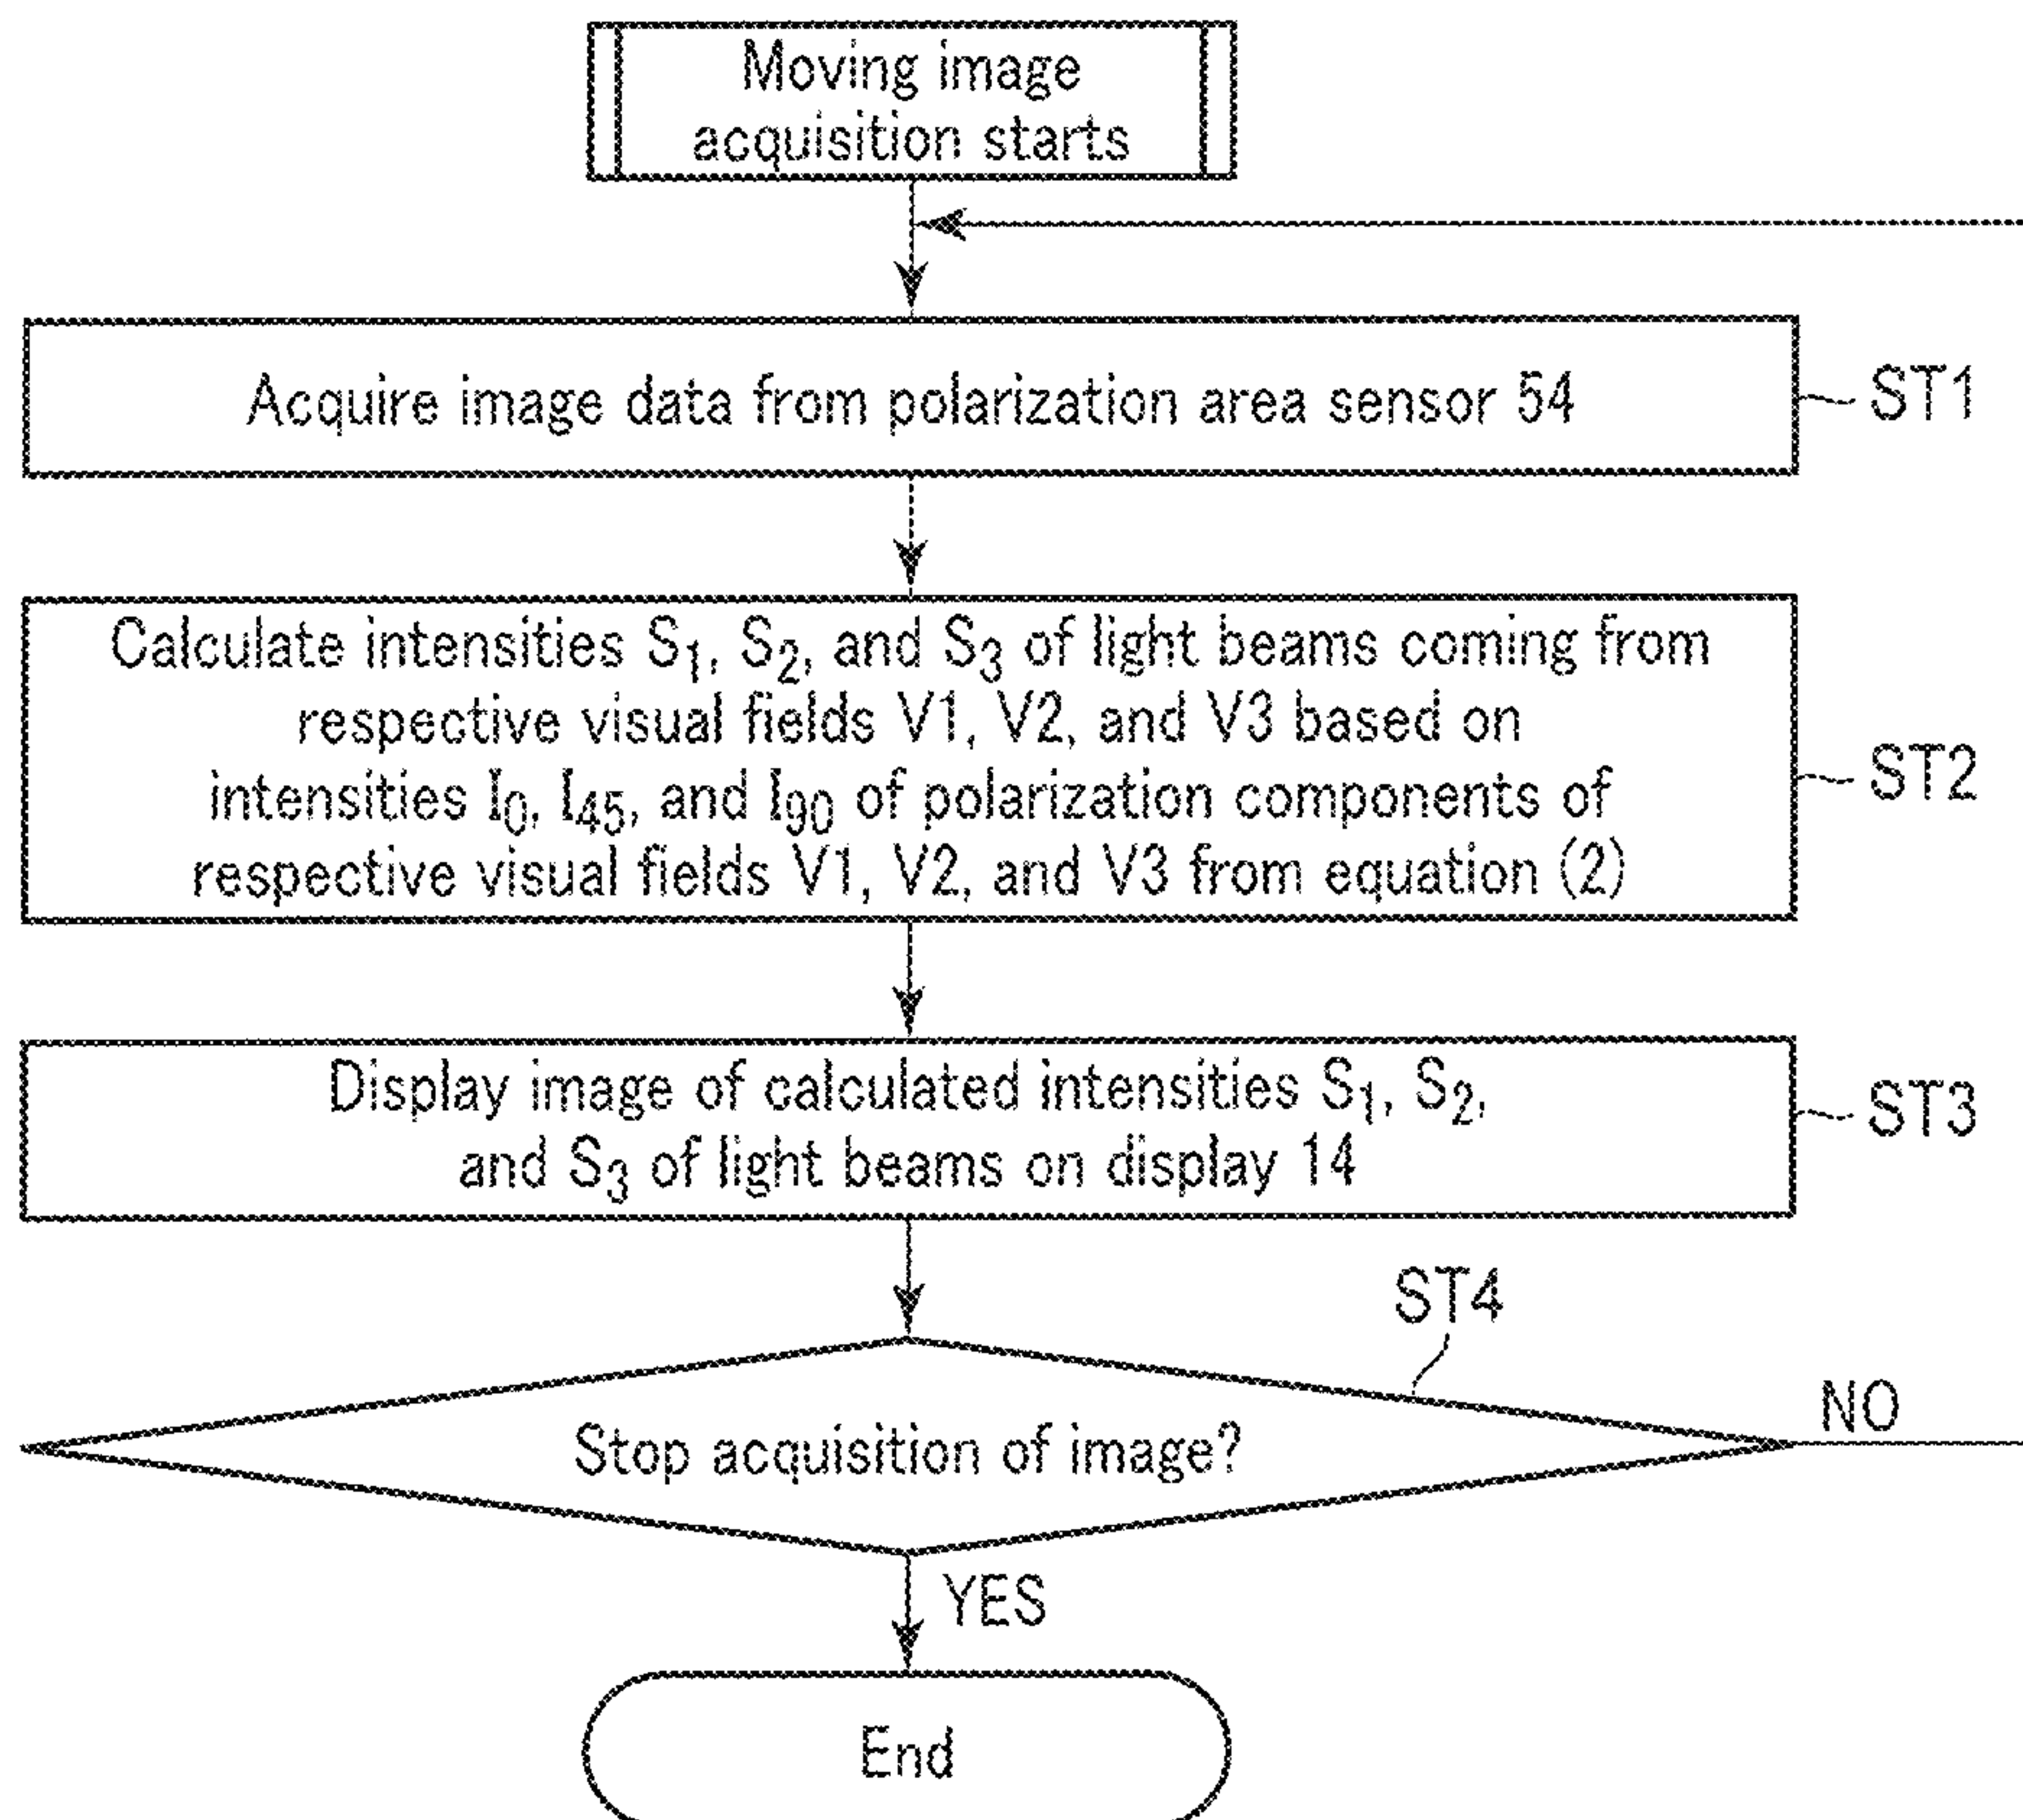 Moving image
acquisition starts
Acquire image data from polarization area sensor 54
ST1
Calculate intensities S₁, S₂, and S₃ of light beams coming from
respective visual fields V1, V2, and V3 based on
intensities I₀, I₄₅, and I₉₀ of polarization components of
respective visual fields V1, V2, and V3 from equation (2)
ST2
Display image of calculated intensities S₁, S₂,
and S₃ of light beams on display 14
ST3
ST4
Stop acquisition of image?
NO
YES
End